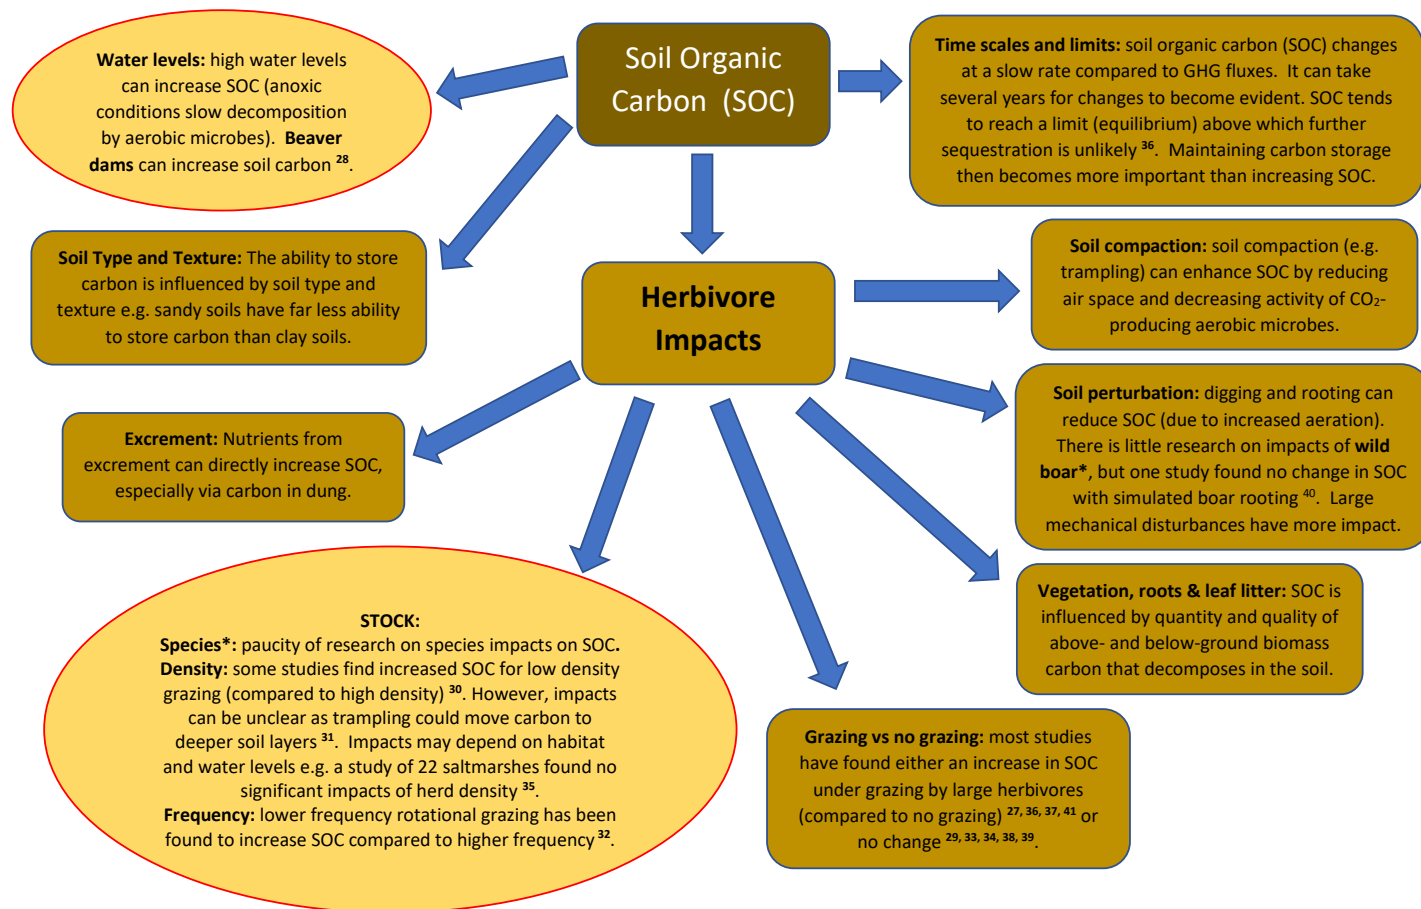 Soil Organic
Carbon (SOC)
Water levels: high water levels
can increase SOC (anoxic
conditions slow decomposition
by aerobic microbes). Beaver
dams can increase soil carbon 28.
Time scales and limits: soil organic carbon (SOC) changes
at a slow rate compared to GHG fluxes. It can take
several years for changes to become evident. SOC tends
to reach a limit (equilibrium) above which further
sequestration is unlikely 36. Maintaining carbon storage
then becomes more important than increasing SOC.
Soil Type and Texture: The ability to store
carbon is influenced by soil type and
texture e.g. sandy soils have far less ability
to store carbon than clay soils.
Herbivore
Impacts
Soil compaction: soil compaction (e.g.
trampling) can enhance SOC by reducing
air space and decreasing activity of CO2-
producing aerobic microbes.
Soil perturbation: digging and rooting can
reduce SOC (due to increased aeration).
There is little research on impacts of wild
boar*, but one study found no change in SOC
with simulated boar rooting 40. Large
mechanical disturbances have more impact.
Excrement: Nutrients from
excrement can directly increase SOC,
especially via carbon in dung.
Vegetation, roots & leaf litter: SOC is
influenced by quantity and quality of
above- and below-ground biomass
carbon that decomposes in the soil.
STOCK:
Species*: paucity of research on species impacts on SOC.
Density: some studies find increased SOC for low density
grazing (compared to high density) 30. However, impacts
can be unclear as trampling could move carbon to
deeper soil layers 31. Impacts may depend on habitat
and water levels e.g. a study of 22 saltmarshes found no
significant impacts of herd density 35.
Frequency: lower frequency rotational grazing has been
found to increase SOC compared to higher frequency 32.
Grazing vs no grazing: most studies
have found either an increase in SOC
under grazing by large herbivores
(compared to no grazing) 27, 36, 37, 41 or
no change 29, 33, 34, 38, 39.